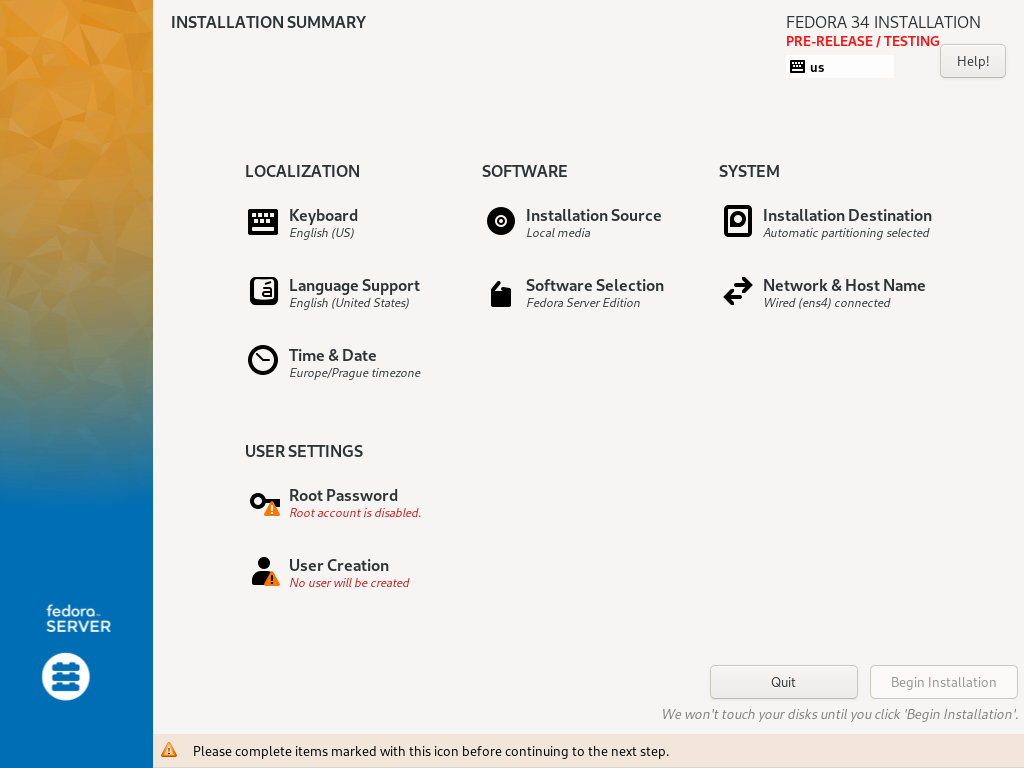 INSTALLATION SUMMARY
FEDORA 34 INSTALLATION
PRE-RELEASE / TESTING
us
Help!
LOCALIZATION
Keyboard
English (US)
Language Support
English (United States)
Time & Date
Europe/Prague timezone
SOFTWARE
Installation Source
Local media
Software Selection
Fedora Server Edition
SYSTEM
Installation Destination
Automatic partitioning selected
Network & Host Name
Wired (ens4) connected
USER SETTINGS
Root Password
Root account is disabled.
User Creation
No user will be created
fedora™
SERVER
Quit
Begin Installation
We won't touch your disks until you click 'Begin Installation'.
Please complete items marked with this icon before continuing to the next step.